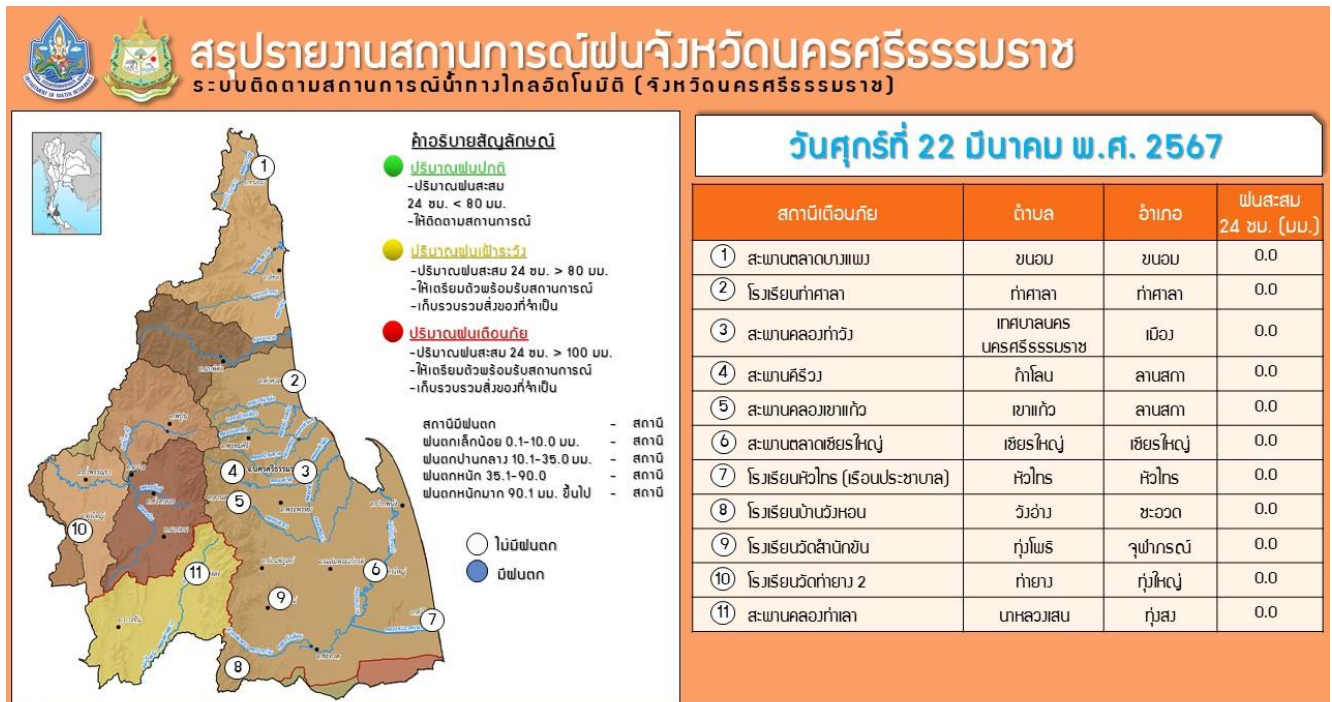 สรุปรายงานสถานการณ์ฝนจังหวัดนครศรีธรรมราช
ระบบติดตามสถานการณ์น้ำทางไกลอัตโนมัติ (จังหวัดนครศรีธรรมราช)
คำอธิบายสัญลักษณ์
ปริมาณฝนปกติ
-ปริมาณฝนสะสม
24 ชม. < 80 มม.
-ให้ติดตามสถานการณ์
ปริมาณฝนเฝ้าระวัง
-ปริมาณฝนสะสม 24 ชม. > 80 มม.
-ให้เตรียมตัวพร้อมรับสถานการณ์
-เก็บรวบรวมสิ่งของที่จำเป็น
ปริมาณฝนเตือนภัย
-ปริมาณฝนสะสม 24 ชม. > 100 มม.
-ให้เตรียมตัวพร้อมรับสถานการณ์
-เก็บรวบรวมสิ่งของที่จำเป็น
สถานีมีฝนตก - สถานี
ฝนตกเล็กน้อย 0.1-10.0 มม. - สถานี
ฝนตกปานกลาง 10.1-35.0 มม. - สถานี
ฝนตกหนัก 35.1-90.0 - สถานี
ฝนตกหนักมาก 90.1 มม. ขึ้นไป - สถานี
ไม่มีฝนตก
มีฝนตก
1
2
3
4
5
6
7
8
9
10
11
วันศุกร์ที่ 22 มีนาคม พ.ศ. 2567
สถานีเตือนภัย ตำบล อำเภอ ฝนสะสม 24 ชม. (มม.)
1 สะพานตลาดบางแพง ขนอม ขนอม 0.0
2 โรงเรียนท่าศาลา ท่าศาลา ท่าศาลา 0.0
3 สะพานคลองท่าวัง เทศบาลนครนครศรีธรรมราช เมือง 0.0
4 สะพานคีรีวง กำโลน ลานสกา 0.0
5 สะพานคลองเขาแก้ว เขาแก้ว ลานสกา 0.0
6 สะพานตลาดเชียรใหญ่ เชียรใหญ่ เชียรใหญ่ 0.0
7 โรงเรียนหัวไทร (เรือนประชาบาล) หัวไทร หัวไทร 0.0
8 โรงเรียนบ้านวังหอน วังอ่าง ชะอวด 0.0
9 โรงเรียนวัดสำนักขัน ทุ่งโพธิ จุฬาภรณ์ 0.0
10 โรงเรียนวัดท่ายาง 2 ท่ายาง ทุ่งใหญ่ 0.0
11 สะพานคลองท่าเลา นาหลวงเสน ทุ่งสง 0.0